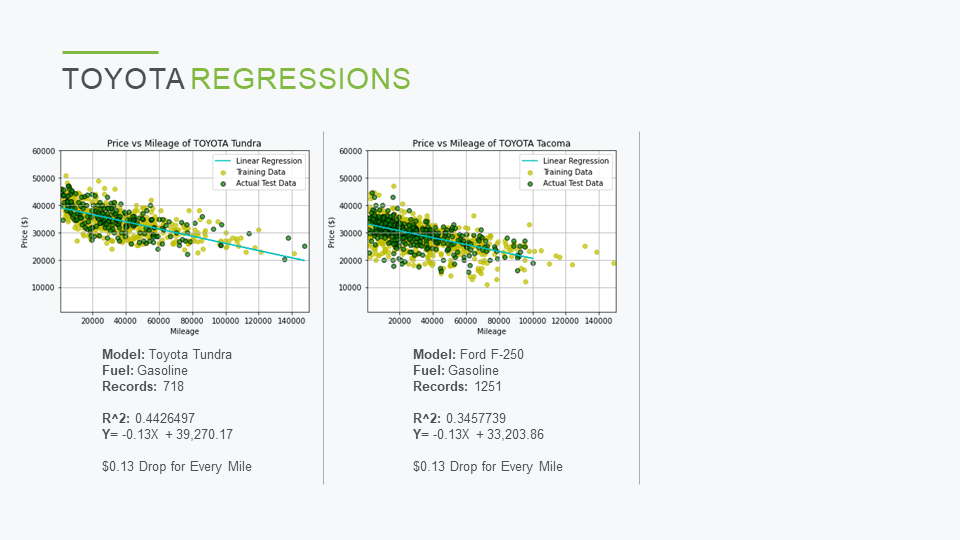 TOYOTA REGRESSIONS
Price vs Mileage of TOYOTA Tundra
60000
50000
40000
30000
20000
10000
Price ($)
Linear Regression
Training Data
Actual Test Data
20000 40000 60000 80000 100000 120000 140000
Mileage
Model: Toyota Tundra
Fuel: Gasoline
Records: 718
R^2: 0.4426497
Y= -0.13X + 39,270.17
$0.13 Drop for Every Mile
Price vs Mileage of TOYOTA Tacoma
60000
50000
40000
30000
20000
10000
Price ($)
Linear Regression
Training Data
Actual Test Data
20000 40000 60000 80000 100000 120000 140000
Mileage
Model: Ford F-250
Fuel: Gasoline
Records: 1251
R^2: 0.3457739
Y= -0.13X + 33,203.86
$0.13 Drop for Every Mile